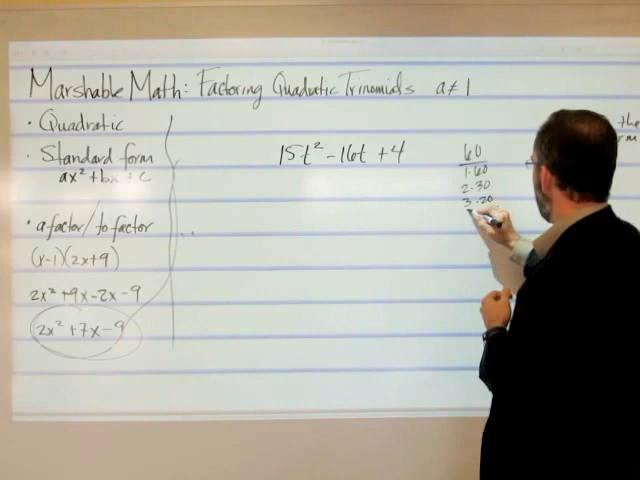 Marshable Math: Factoring Quadratic Trinomials a≠1
• Quadratic
• Standard form
ax² + bx + c
• a factor / to factor
(x-1)(2x+9)
2x² + 9x - 2x - 9
2x² + 7x - 9
15t² - 16t + 4
60
1·60
2·30
3·20
the